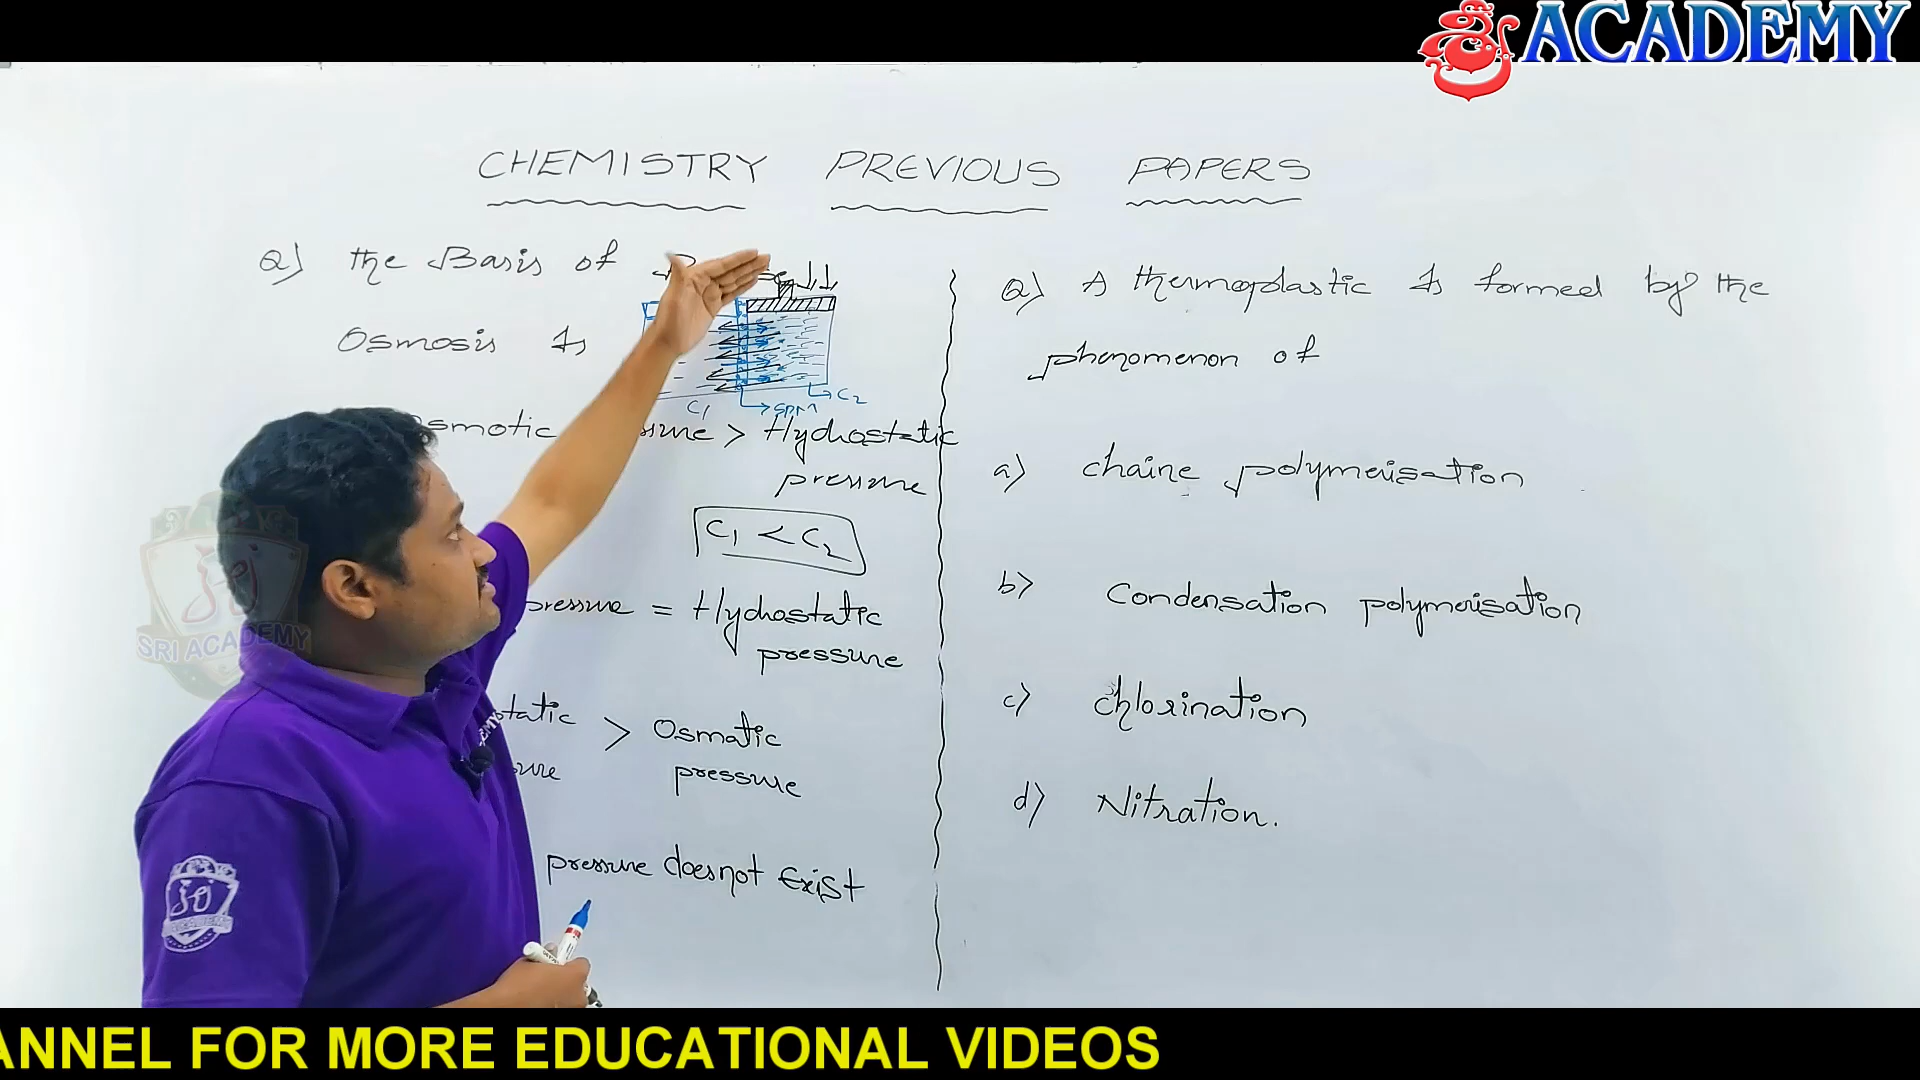 ACADEMY
CHEMISTRY PREVIOUS PAPERS
Q) the Basis of
Osmosis Is
C1
SPM
C2
> Hydrostatic
pressure
C1 < C2
pressure = Hydrostatic
pressure
> Osmatic
pressure
pressure doesnot Exist
Q) A thermoplastic Is formed by the
phenomenon of
a) chaine polymerisation
b) Condensation polymerisation
c) chlorination
d) Nitration.
SRI ACADEMY
ANNEL FOR MORE EDUCATIONAL VIDEOS